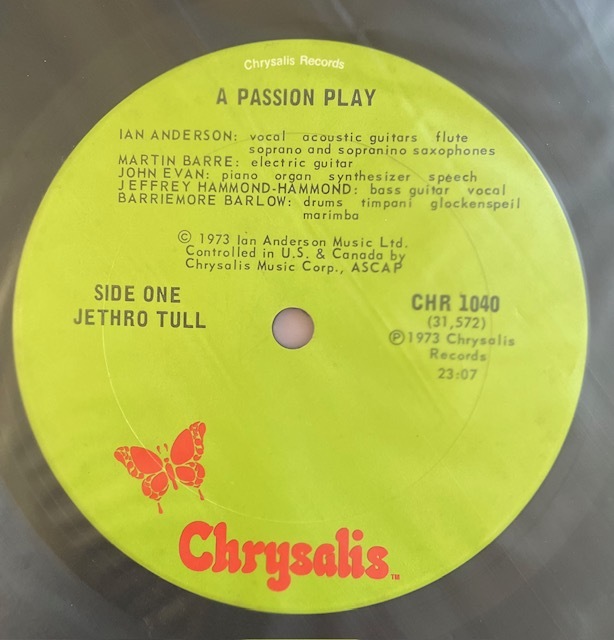 Chrysalis Records
A PASSION PLAY
IAN ANDERSON: vocal acoustic guitars flute
soprano and sopranino saxophones
MARTIN BARRE: electric guitar
JOHN EVAN: piano organ synthesizer speech
JEFFREY HAMMOND-HAMMOND: bass guitar vocal
BARRIEMORE BARLOW: drums timpani glockenspeil
marimba
© 1973 Ian Anderson Music Ltd.
Controlled in U.S. & Canada by
Chrysalis Music Corp., ASCAP
SIDE ONE
JETHRO TULL
CHR 1040
(31,572)
℗1973 Chrysalis
Records
23:07
Chrysalis™